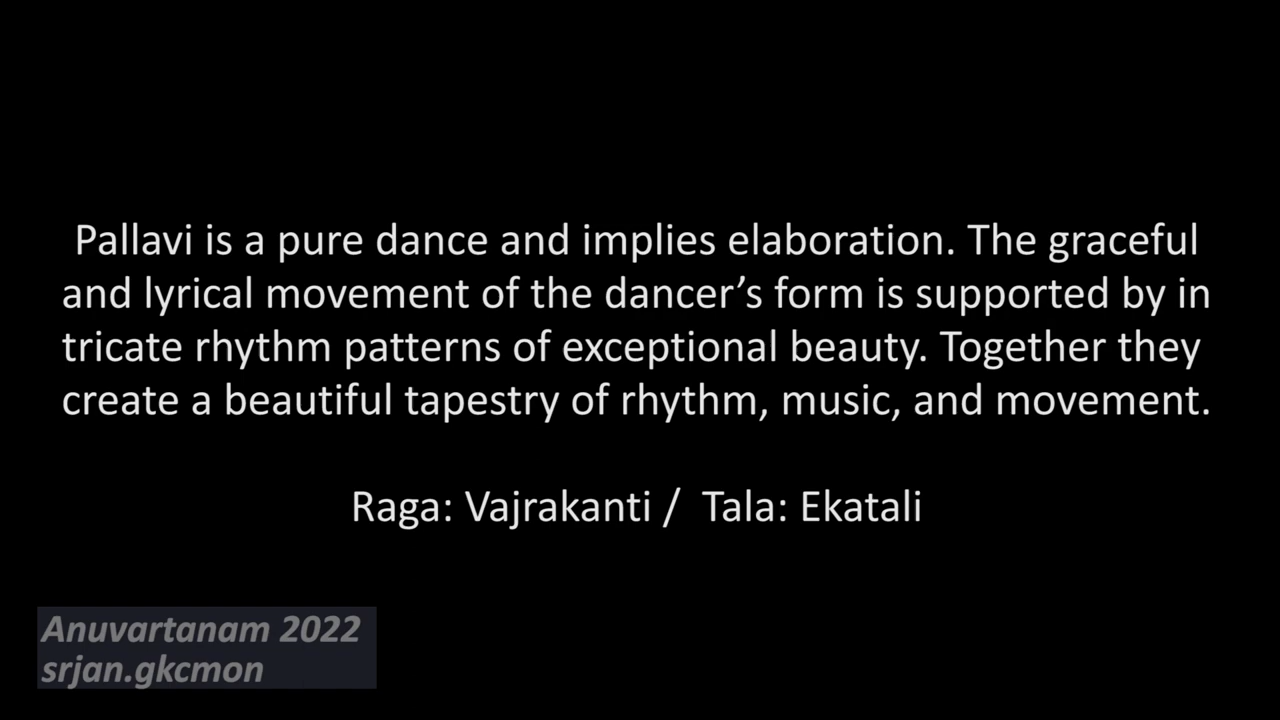 Pallavi is a pure dance and implies elaboration. The graceful
and lyrical movement of the dancer’s form is supported by in
tricate rhythm patterns of exceptional beauty. Together they
create a beautiful tapestry of rhythm, music, and movement.
Raga: Vajrakanti / Tala: Ekatali
Anuvartanam 2022
srjan.gkcmon